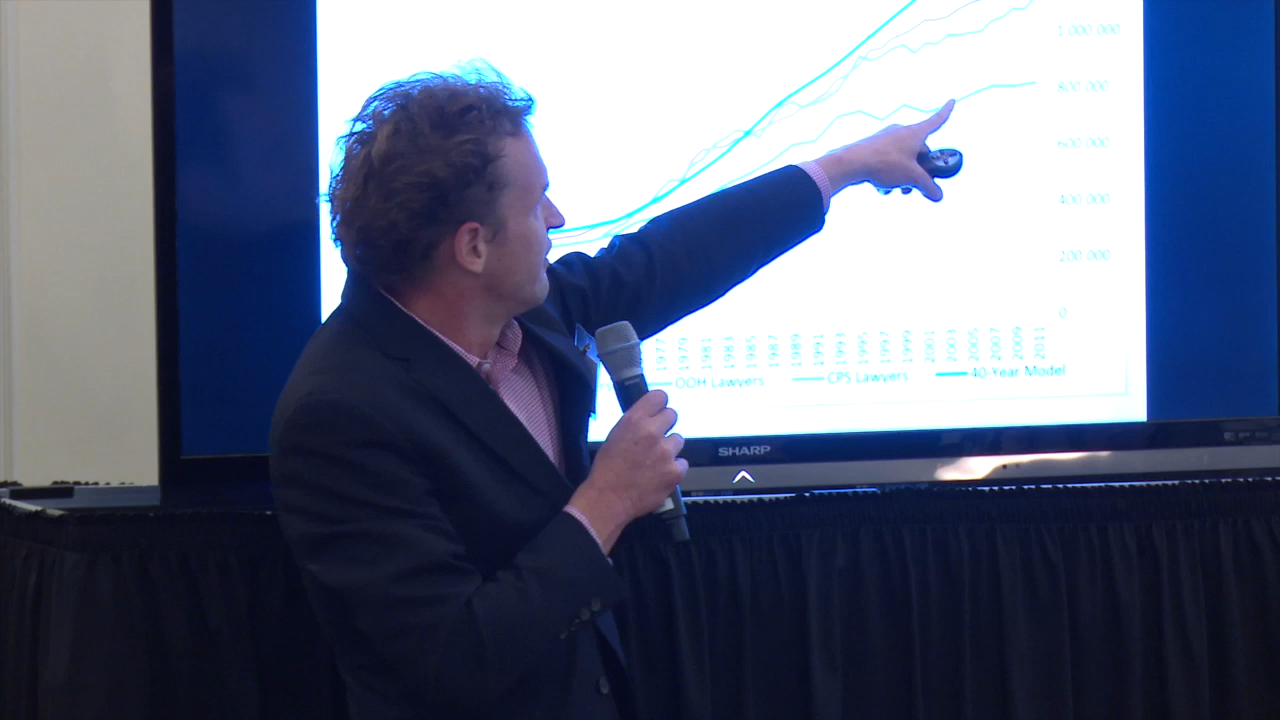 1 000 000
800 000
600 000
400 000
200 000
0
1977 1979 1981 1983 1985 1987 1989 1991 1993 1995 1997 1999 2001 2003 2005 2007 2009 2011
OOH Lawyers CPS Lawyers 40-Year Model
SHARP